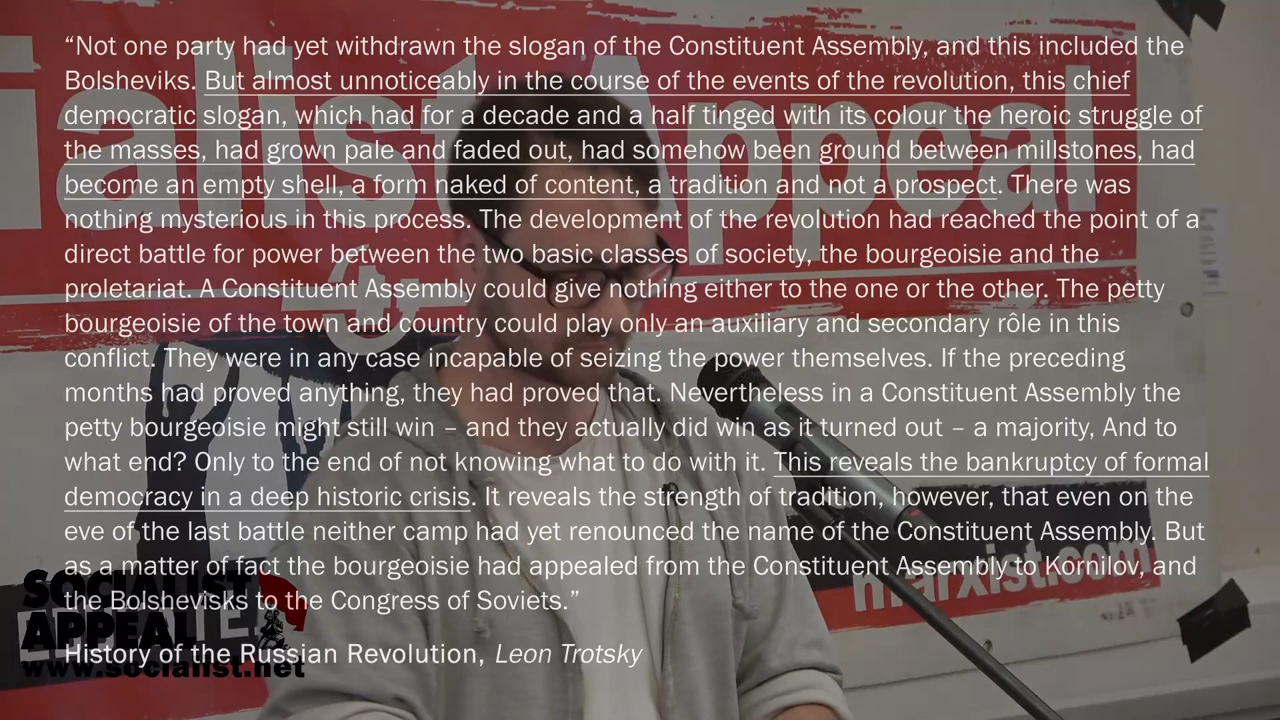 “Not one party had yet withdrawn the slogan of the Constituent Assembly, and this included the
Bolsheviks. But almost unnoticeably in the course of the events of the revolution, this chief
democratic slogan, which had for a decade and a half tinged with its colour the heroic struggle of
the masses, had grown pale and faded out, had somehow been ground between millstones, had
become an empty shell, a form naked of content, a tradition and not a prospect. There was
nothing mysterious in this process. The development of the revolution had reached the point of a
direct battle for power between the two basic classes of society, the bourgeoisie and the
proletariat. A Constituent Assembly could give nothing either to the one or the other. The petty
bourgeoisie of the town and country could play only an auxiliary and secondary rôle in this
conflict. They were in any case incapable of seizing the power themselves. If the preceding
months had proved anything, they had proved that. Nevertheless in a Constituent Assembly the
petty bourgeoisie might still win – and they actually did win as it turned out – a majority, And to
what end? Only to the end of not knowing what to do with it. This reveals the bankruptcy of formal
democracy in a deep historic crisis. It reveals the strength of tradition, however, that even on the
eve of the last battle neither camp had yet renounced the name of the Constituent Assembly. But
as a matter of fact the bourgeoisie had appealed from the Constituent Assembly to Kornilov, and
the Bolshevisks to the Congress of Soviets.”
History of the Russian Revolution, Leon Trotsky
ialist Appeal
marxist.com
SOCIALIST
APPEAL
www.socialist.net